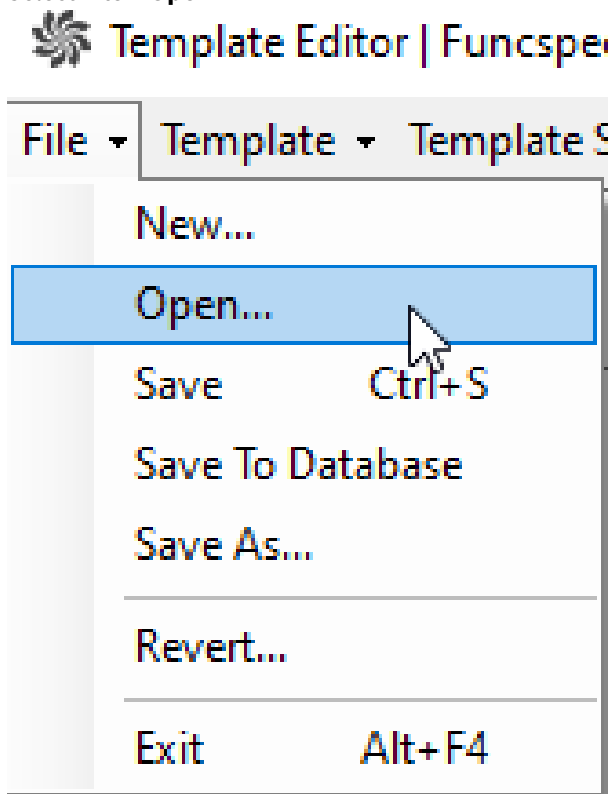 Template Editor | Funcspe
File Template Template S
New...
Open...
Save Ctrl+S
Save To Database
Save As...
Revert...
Exit Alt+F4